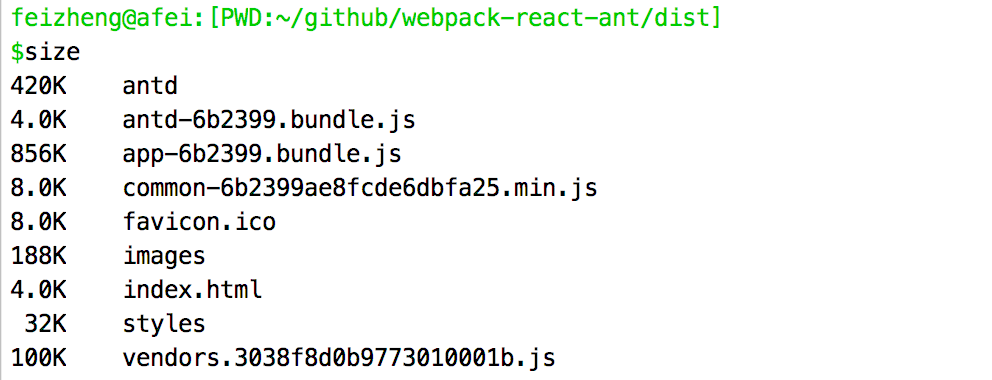 feizheng@afei:[PWD:~/github/webpack-react-ant/dist]
$size
420K    antd
4.0K    antd-6b2399.bundle.js
856K    app-6b2399.bundle.js
8.0K    common-6b2399ae8fcde6dbfa25.min.js
8.0K    favicon.ico
188K    images
4.0K    index.html
 32K    styles
100K    vendors.3038f8d0b9773010001b.js